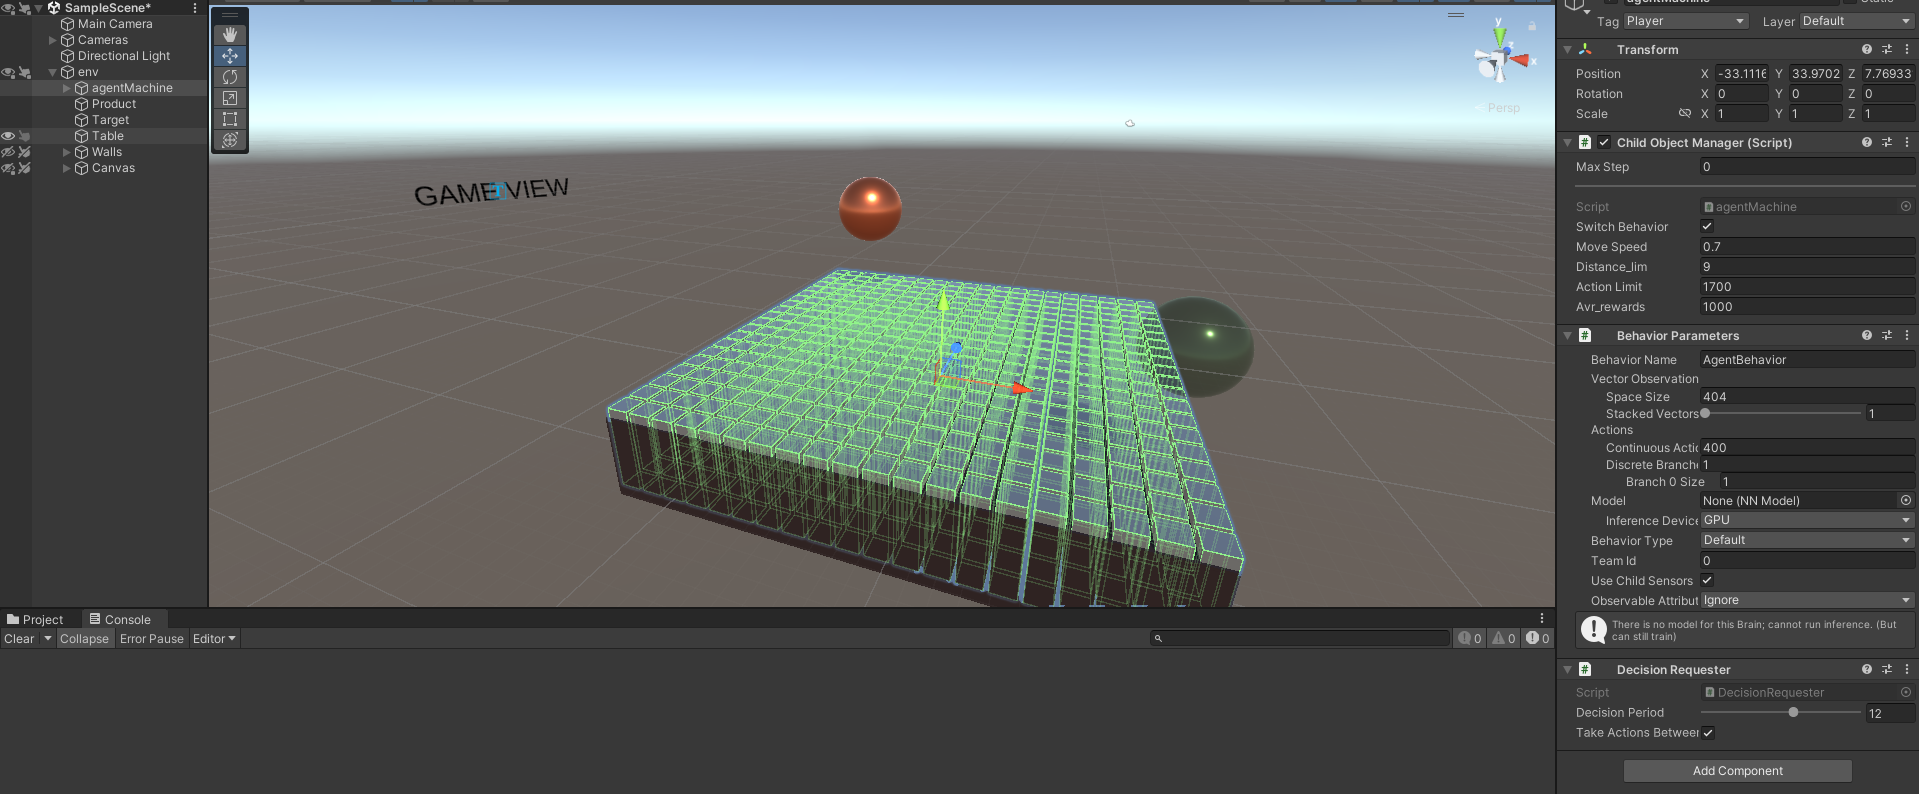 SampleScene*
Main Camera
Cameras
Directional Light
env
agentMachine
Product
Target
Table
Walls
Canvas
GAME VIEW
y
x
Persp
Tag Player Layer Default
Transform
Position X -33.1116 Y 33.9702 Z 7.76933
Rotation X 0 Y 0 Z 0
Scale X 1 Y 1 Z 1
# Child Object Manager (Script)
Max Step 0
Script agentMachine
Switch Behavior
Move Speed 0.7
Distance_lim 9
Action Limit 1700
Avr_rewards 1000
# Behavior Parameters
Behavior Name AgentBehavior
Vector Observation
Space Size 404
Stacked Vectors 1
Actions
Continuous Acti 400
Discrete Branche 1
Branch 0 Size 1
Model None (NN Model)
Inference Device GPU
Behavior Type Default
Team Id 0
Use Child Sensors
Observable Attribut Ignore
There is no model for this Brain; cannot run inference. (But
can still train)
# Decision Requester
Script DecisionRequester
Decision Period 12
Take Actions Betweer
Add Component
Project Console
Clear Collapse Error Pause Editor 0 0 0